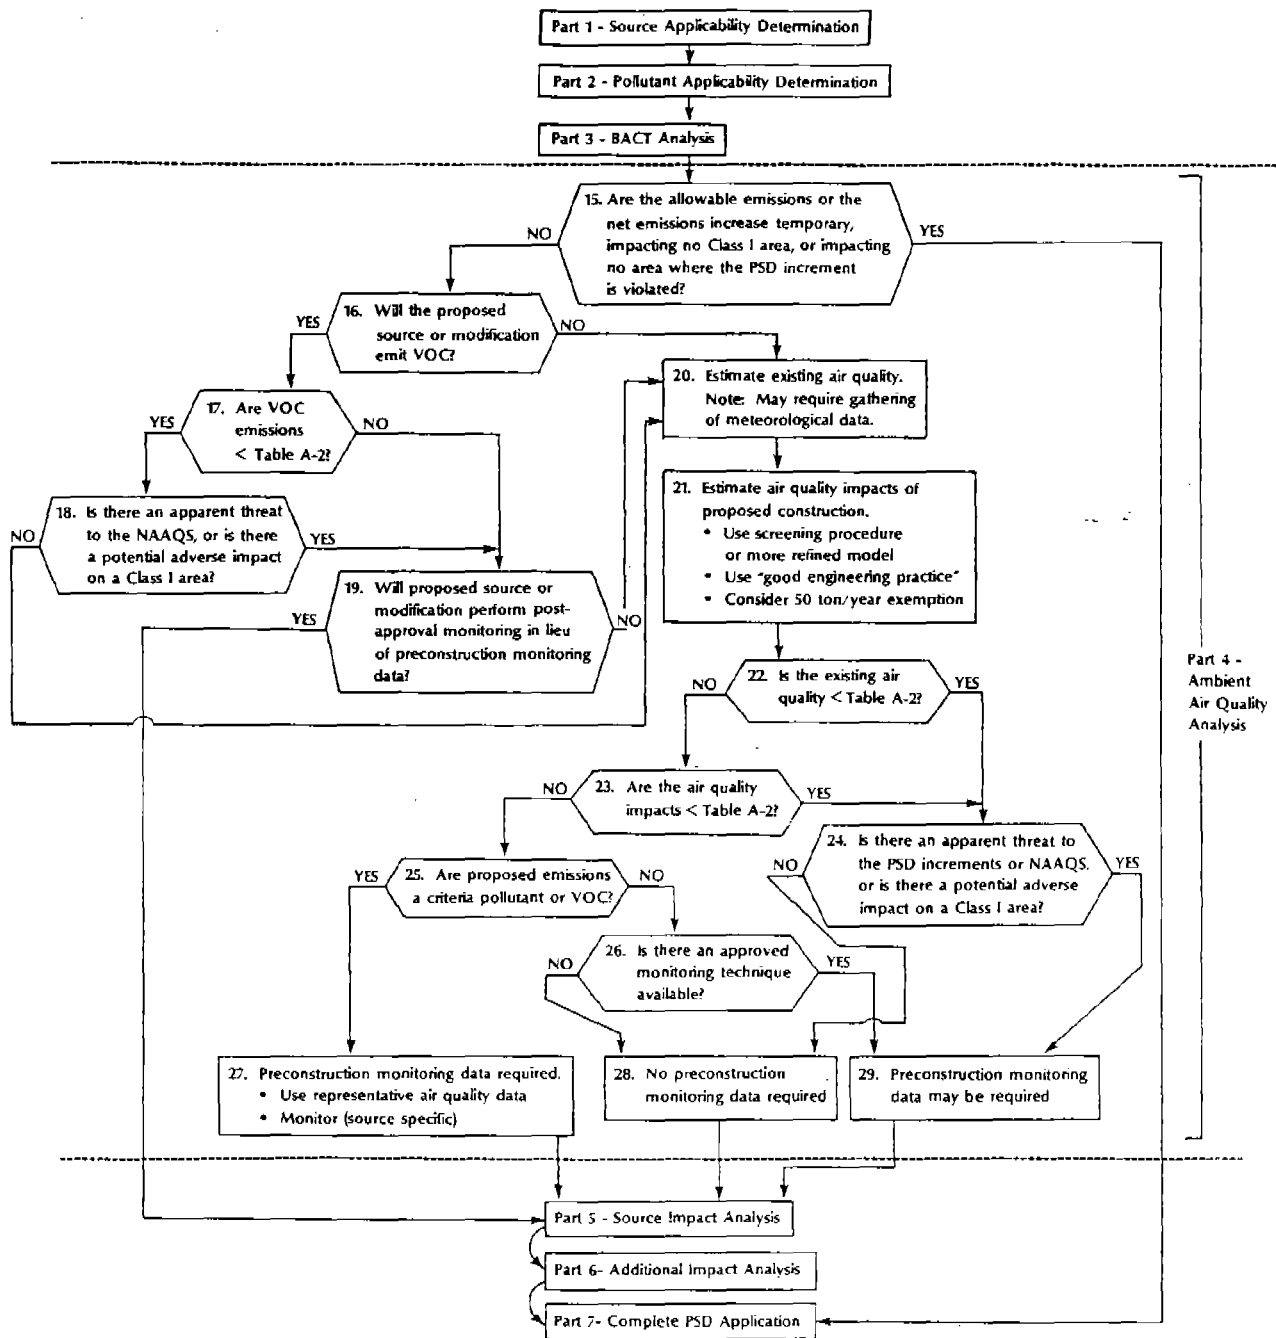 Part 1 - Source Applicability Determination
Part 2 - Pollutant Applicability Determination
Part 3 - BACT Analysis
15. Are the allowable emissions or the
net emissions increase temporary,
impacting no Class I area, or impacting
no area where the PSD increment
is violated?
NO
YES
16. Will the proposed
source or modification
emit VOC?
YES
NO
17. Are VOC
emissions
< Table A-2?
YES
NO
18. Is there an apparent threat
to the NAAQS, or is there
a potential adverse impact
on a Class I area?
NO
YES
19. Will proposed source or
modification perform post-
approval monitoring in lieu
of preconstruction monitoring
data?
YES
NO
20. Estimate existing air quality.
Note: May require gathering
of meteorological data.
21. Estimate air quality impacts of
proposed construction.
• Use screening procedure
or more refined model
• Use "good engineering practice"
• Consider 50 ton/year exemption
22. Is the existing air
quality < Table A-2?
NO
YES
23. Are the air quality
impacts < Table A-2?
NO
YES
24. Is there an apparent threat to
the PSD increments or NAAQS,
or is there a potential adverse
impact on a Class I area?
NO
YES
25. Are proposed emissions
a criteria pollutant or VOC?
YES
NO
26. Is there an approved
monitoring technique
available?
NO
YES
27. Preconstruction monitoring data required.
• Use representative air quality data
• Monitor (source specific)
28. No preconstruction
monitoring data required
29. Preconstruction monitoring
data may be required
Part 4 -
Ambient
Air Quality
Analysis
Part 5 - Source Impact Analysis
Part 6- Additional Impact Analysis
Part 7- Complete PSD Application